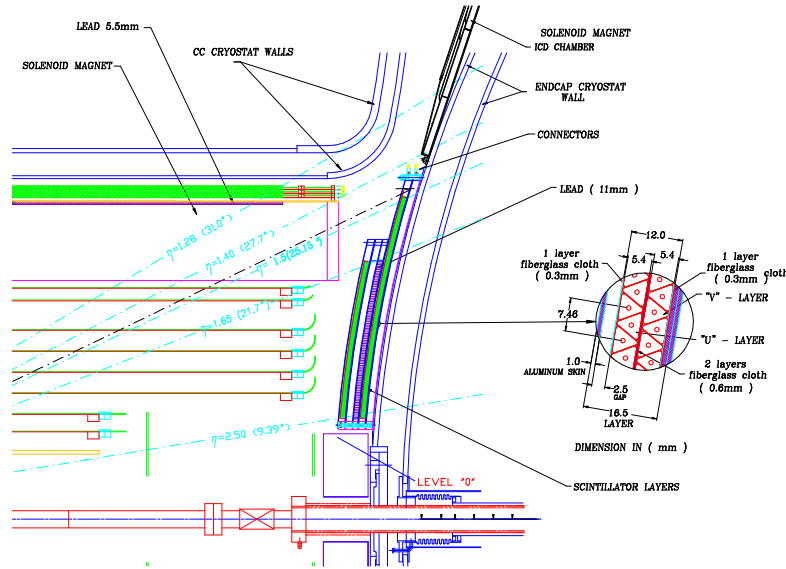 LEAD 5.5mm
SOLENOID MAGNET
CC CRYOSTAT WALLS
SOLENOID MAGNET
ICD CHAMBER
ENDCAP CRYOSTAT
WALL
CONNECTORS
LEAD ( 11mm )
η=1.28 (31.0°)
η=1.40 (27.7°)
η= 1.5(25.15°)
η=1.65 (21.7°)
η=2.50 (9.39°)
12.0
5.4
5.4
1 layer
fiberglass cloth
( 0.3mm )
1 layer
fiberglass cloth
( 0.3mm )
"V" - LAYER
7.46
"U" - LAYER
1.0
ALUMINUM SKIN
2 layers
fiberglass cloth
( 0.6mm )
2.5
GAP
16.5
LAYER
DIMENSION IN ( mm )
LEVEL "0"
SCINTILLATOR LAYERS